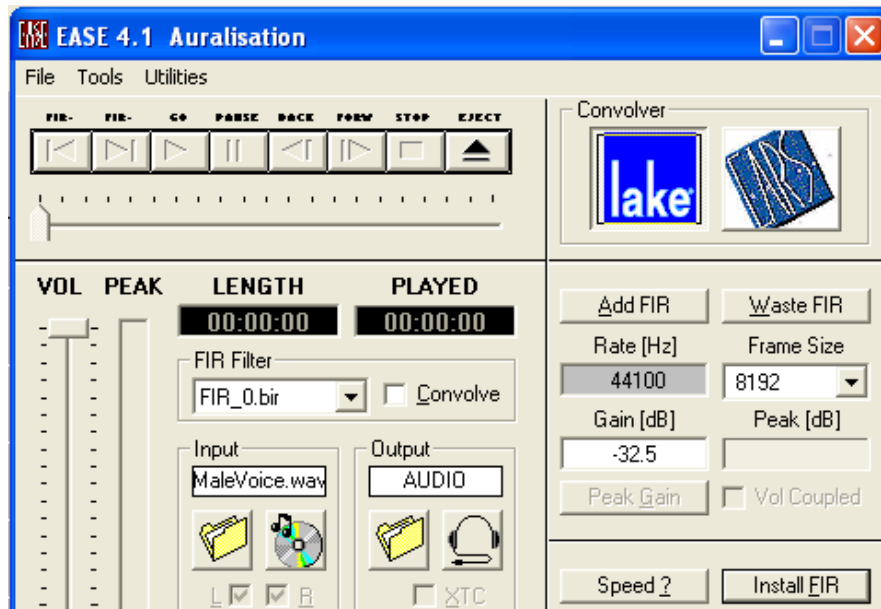 EASE 4.1 Auralisation
File Tools Utilities
FIR- FIR- GO PAUSE BACK FORW STOP EJECT
Convolver
lake
EARS
VOL PEAK LENGTH PLAYED
00:00:00 00:00:00
Add FIR Waste FIR
FIR Filter
Rate [Hz] Frame Size
FIR_0.bir Convolve
44100 8192
Gain [dB] Peak [dB]
Input Output
-32.5
MaleVoice.wav AUDIO
Peak Gain Vol Coupled
L R XTC
Speed ? Install FIR